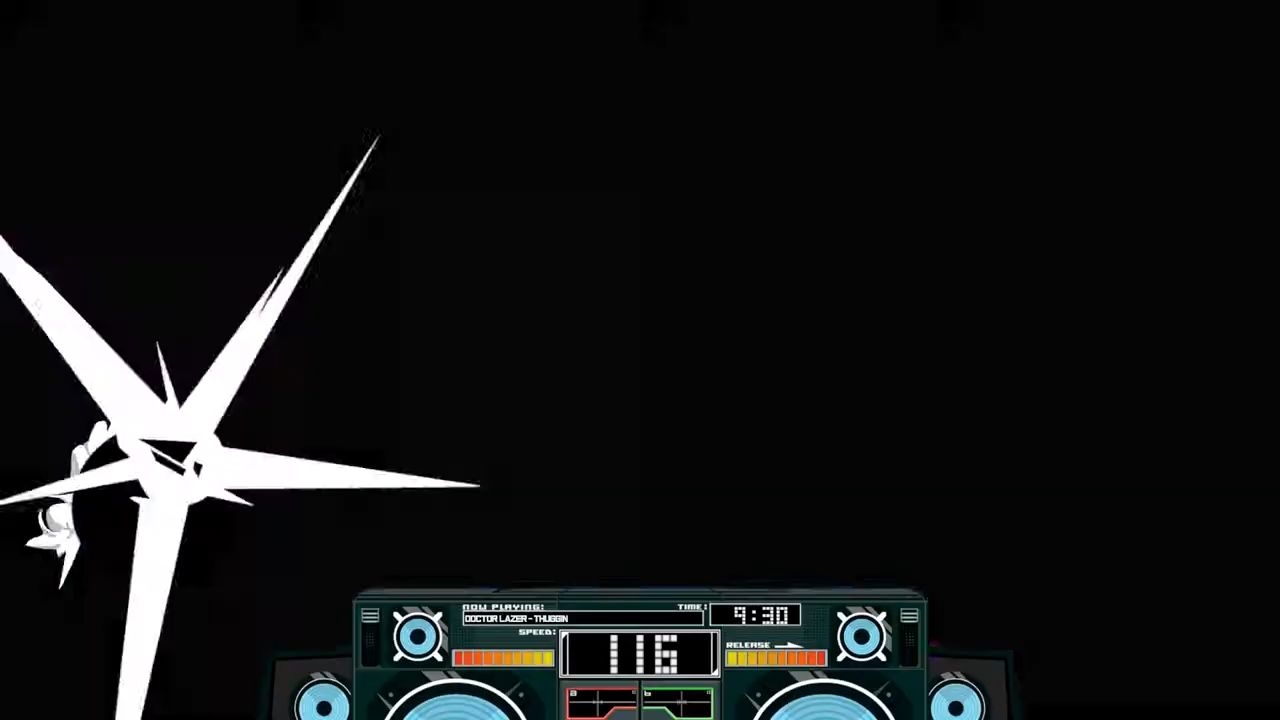 NOW PLAYING:
TIME:
9:30
DOCTOR LAZER - THUGGIN
SPEED:
116
RELEASE
a
b